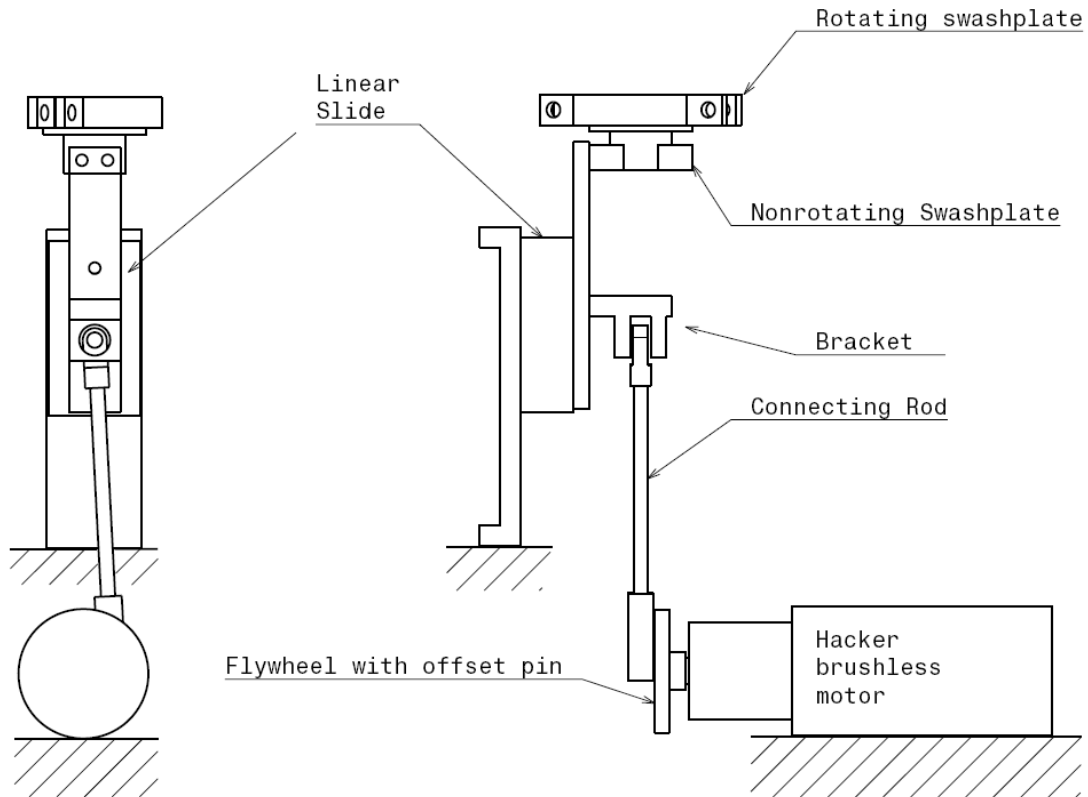 Rotating swashplate
Linear
Slide
Nonrotating Swashplate
Bracket
Connecting Rod
Flywheel with offset pin
Hacker
brushless
motor